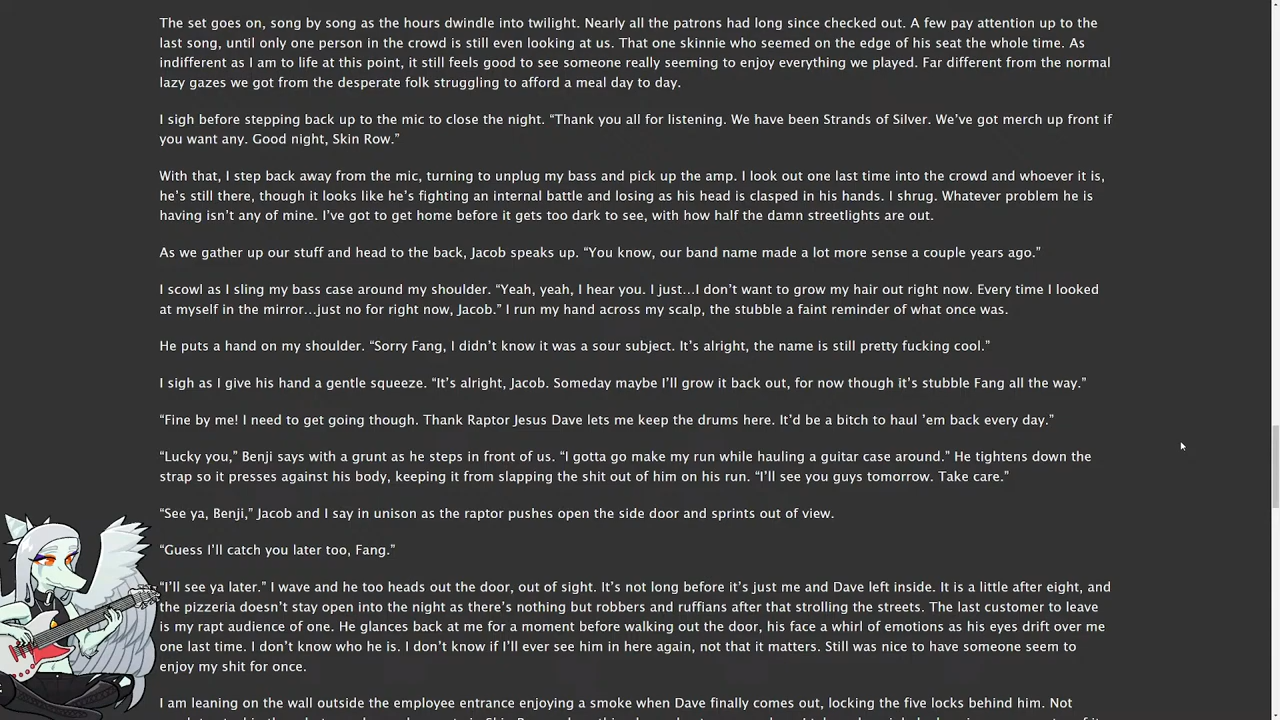 The set goes on, song by song as the hours dwindle into twilight. Nearly all the patrons had long since checked out. A few pay attention up to the
last song, until only one person in the crowd is still even looking at us. That one skinnie who seemed on the edge of his seat the whole time. As
indifferent as I am to life at this point, it still feels good to see someone really seeming to enjoy everything we played. Far different from the normal
lazy gazes we got from the desperate folk struggling to afford a meal day to day.
I sigh before stepping back up to the mic to close the night. “Thank you all for listening. We have been Strands of Silver. We’ve got merch up front if
you want any. Good night, Skin Row.”
With that, I step back away from the mic, turning to unplug my bass and pick up the amp. I look out one last time into the crowd and whoever it is,
he’s still there, though it looks like he’s fighting an internal battle and losing as his head is clasped in his hands. I shrug. Whatever problem he is
having isn’t any of mine. I’ve got to get home before it gets too dark to see, with how half the damn streetlights are out.
As we gather up our stuff and head to the back, Jacob speaks up. “You know, our band name made a lot more sense a couple years ago.”
I scowl as I sling my bass case around my shoulder. “Yeah, yeah, I hear you. I just…I don’t want to grow my hair out right now. Every time I looked
at myself in the mirror…just no for right now, Jacob.” I run my hand across my scalp, the stubble a faint reminder of what once was.
He puts a hand on my shoulder. “Sorry Fang, I didn’t know it was a sour subject. It’s alright, the name is still pretty fucking cool.”
I sigh as I give his hand a gentle squeeze. “It’s alright, Jacob. Someday maybe I’ll grow it back out, for now though it’s stubble Fang all the way.”
“Fine by me! I need to get going though. Thank Raptor Jesus Dave lets me keep the drums here. It’d be a bitch to haul ’em back every day.”
“Lucky you,” Benji says with a grunt as he steps in front of us. “I gotta go make my run while hauling a guitar case around.” He tightens down the
strap so it presses against his body, keeping it from slapping the shit out of him on his run. “I’ll see you guys tomorrow. Take care.”
“See ya, Benji,” Jacob and I say in unison as the raptor pushes open the side door and sprints out of view.
“Guess I’ll catch you later too, Fang.”
“I’ll see ya later.” I wave and he too heads out the door, out of sight. It’s not long before it’s just me and Dave left inside. It is a little after eight, and
the pizzeria doesn’t stay open into the night as there’s nothing but robbers and ruffians after that strolling the streets. The last customer to leave
is my rapt audience of one. He glances back at me for a moment before walking out the door, his face a whirl of emotions as his eyes drift over me
one last time. I don’t know who he is. I don’t know if I’ll ever see him in here again, not that it matters. Still was nice to have someone seem to
enjoy my shit for once.
I am leaning on the wall outside the employee entrance enjoying a smoke when Dave finally comes out, locking the five locks behind him. Not